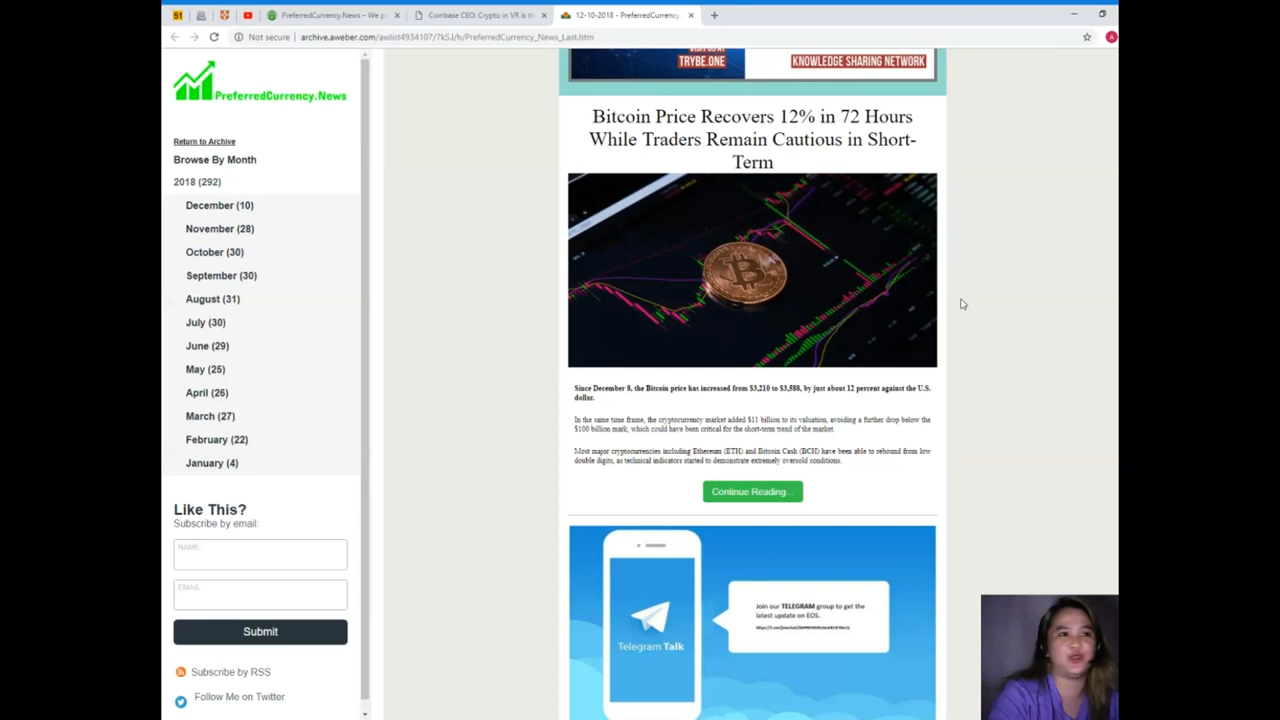 51
PreferredCurrency.News – We p
Coinbase CEO: Crypto in VR is th
12-10-2018 - PreferredCurrency.
Not secure | archive.aweber.com/awlist4934107/7kSJ/h/PreferredCurrency_News_Last.htm
A
PreferredCurrency.News
Return to Archive
Browse By Month
2018 (292)
December (10)
November (28)
October (30)
September (30)
August (31)
July (30)
June (29)
May (25)
April (26)
March (27)
February (22)
January (4)
Like This?
Subscribe by email:
NAME
EMAIL
Submit
Subscribe by RSS
Follow Me on Twitter
VISIT US AT
TRYBE.ONE
KNOWLEDGE SHARING NETWORK
Bitcoin Price Recovers 12% in 72 Hours
While Traders Remain Cautious in Short-
Term
Since December 8, the Bitcoin price has increased from $3,210 to $3,588, by just about 12 percent against the U.S.
dollar.
In the same time frame, the cryptocurrency market added $11 billion to its valuation, avoiding a further drop below the
$100 billion mark, which could have been critical for the short-term trend of the market.
Most major cryptocurrencies including Ethereum (ETH) and Bitcoin Cash (BCH) have been able to rebound from low
double digits, as technical indicators started to demonstrate extremely oversold conditions.
Continue Reading...
Telegram Talk
Join our TELEGRAM group to get the
latest update on EOS.